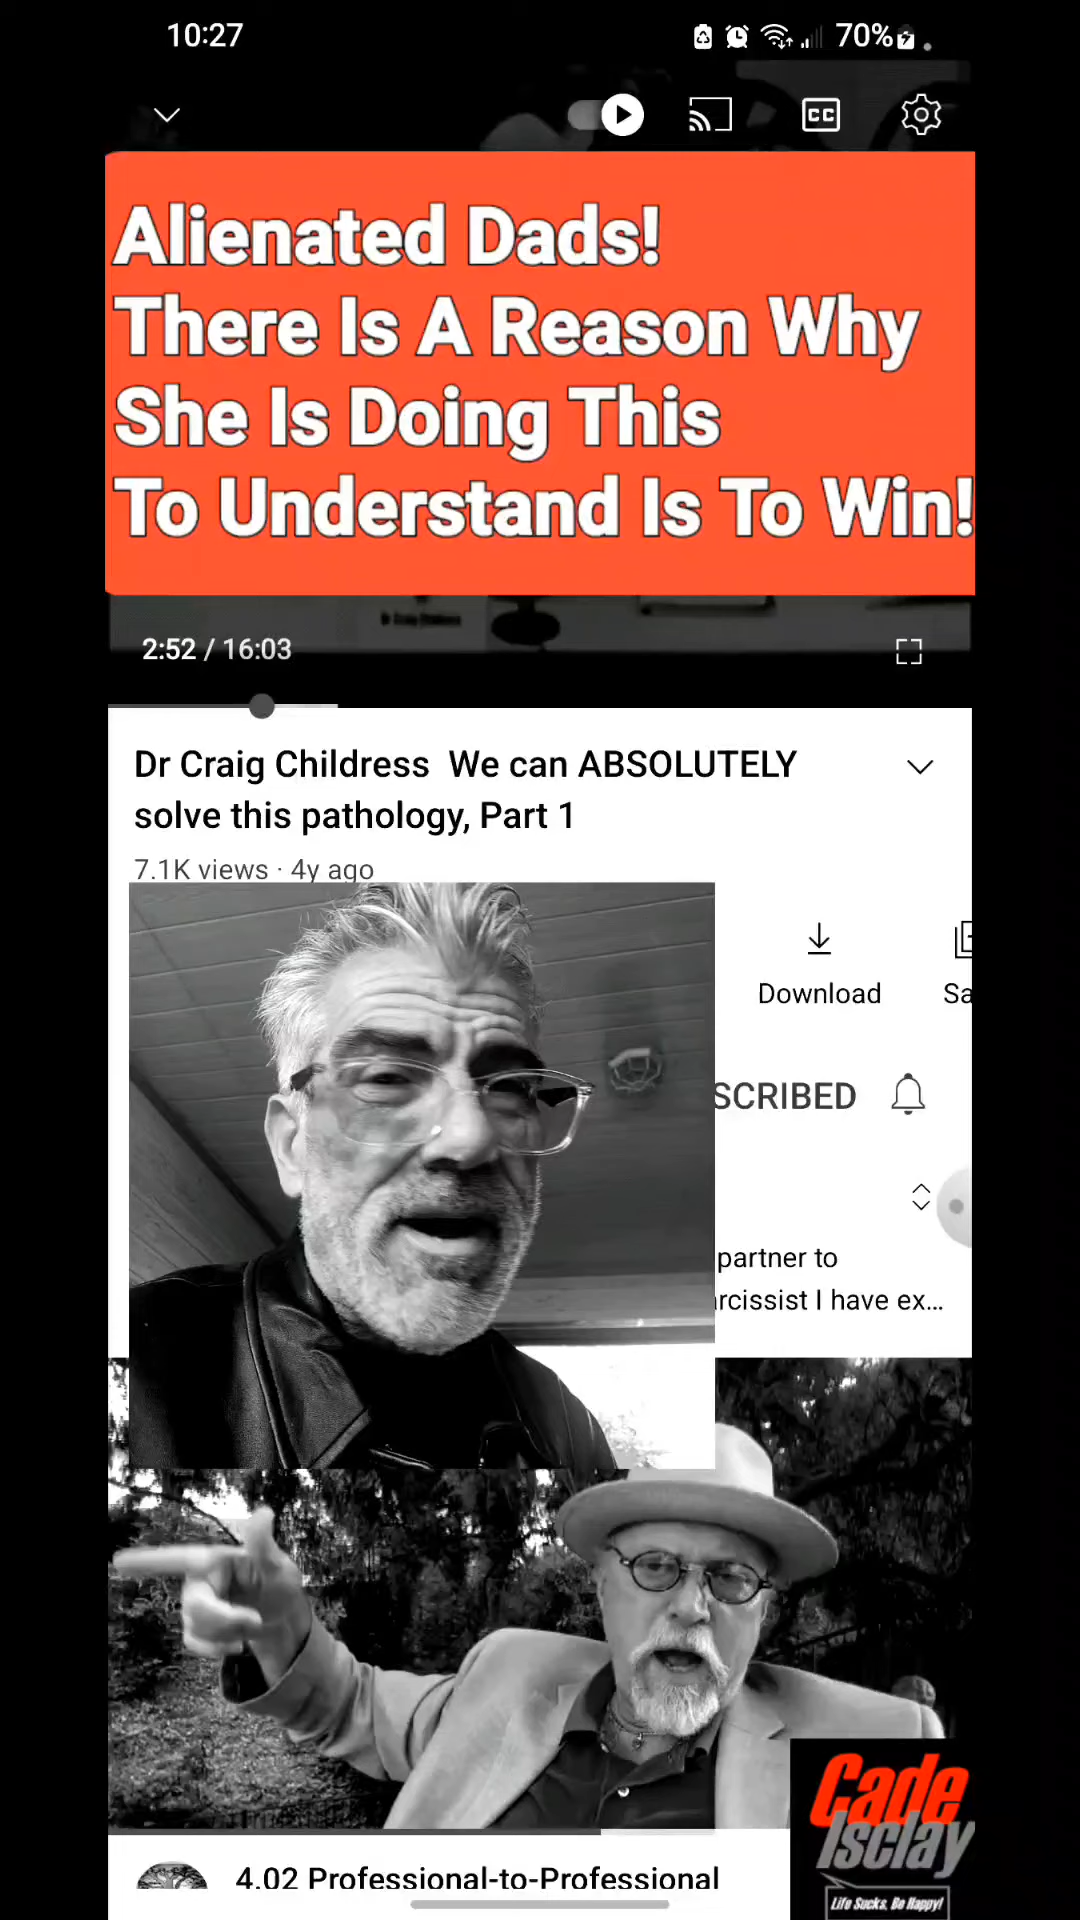 10:27
70%
CC
Alienated Dads!
There Is A Reason Why
She Is Doing This
To Understand Is To Win!
2:52 / 16:03
Dr Craig Childress We can ABSOLUTELY
solve this pathology, Part 1
7.1K views · 4y ago
Download
Sa
SCRIBED
partner to
rcissist I have ex...
Cade
Isclay
Life Sucks, Be Happy!
4.02 Professional-to-Professional